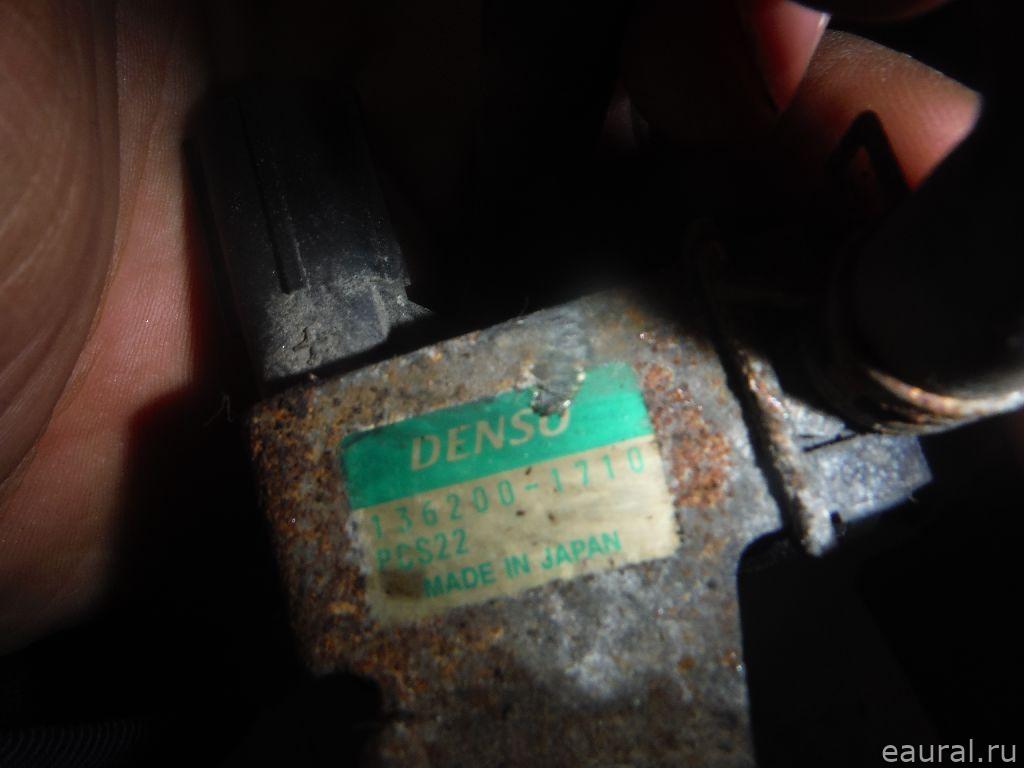 DENSO
136200-1710
PCS22
MADE IN JAPAN
eaural.ru